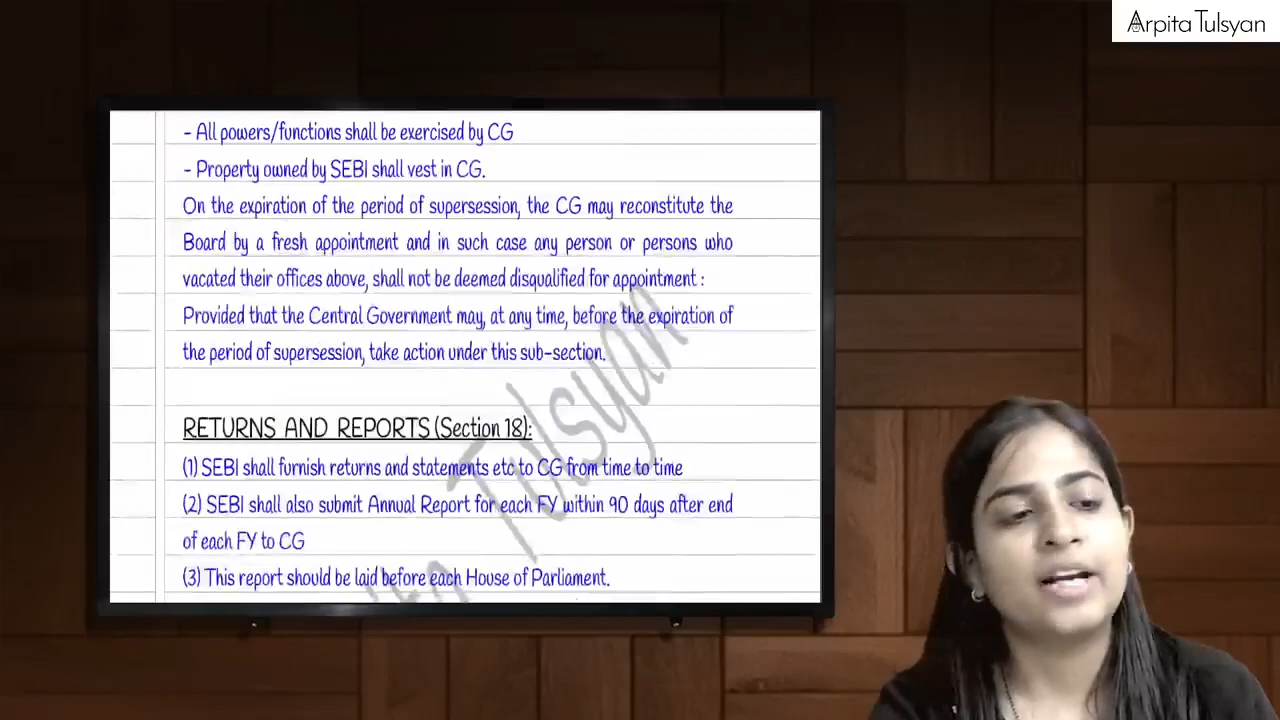 Arpita Tulsyan
- All powers/functions shall be exercised by CG
- Property owned by SEBI shall vest in CG.
On the expiration of the period of supersession, the CG may reconstitute the
Board by a fresh appointment and in such case any person or persons who
vacated their offices above, shall not be deemed disqualified for appointment :
Provided that the Central Government may, at any time, before the expiration of
the period of supersession, take action under this sub-section.
RETURNS AND REPORTS (Section 18):
(1) SEBI shall furnish returns and statements etc to CG from time to time
(2) SEBI shall also submit Annual Report for each FY within 90 days after end
of each FY to CG
(3) This report should be laid before each House of Parliament.
Tulsyan